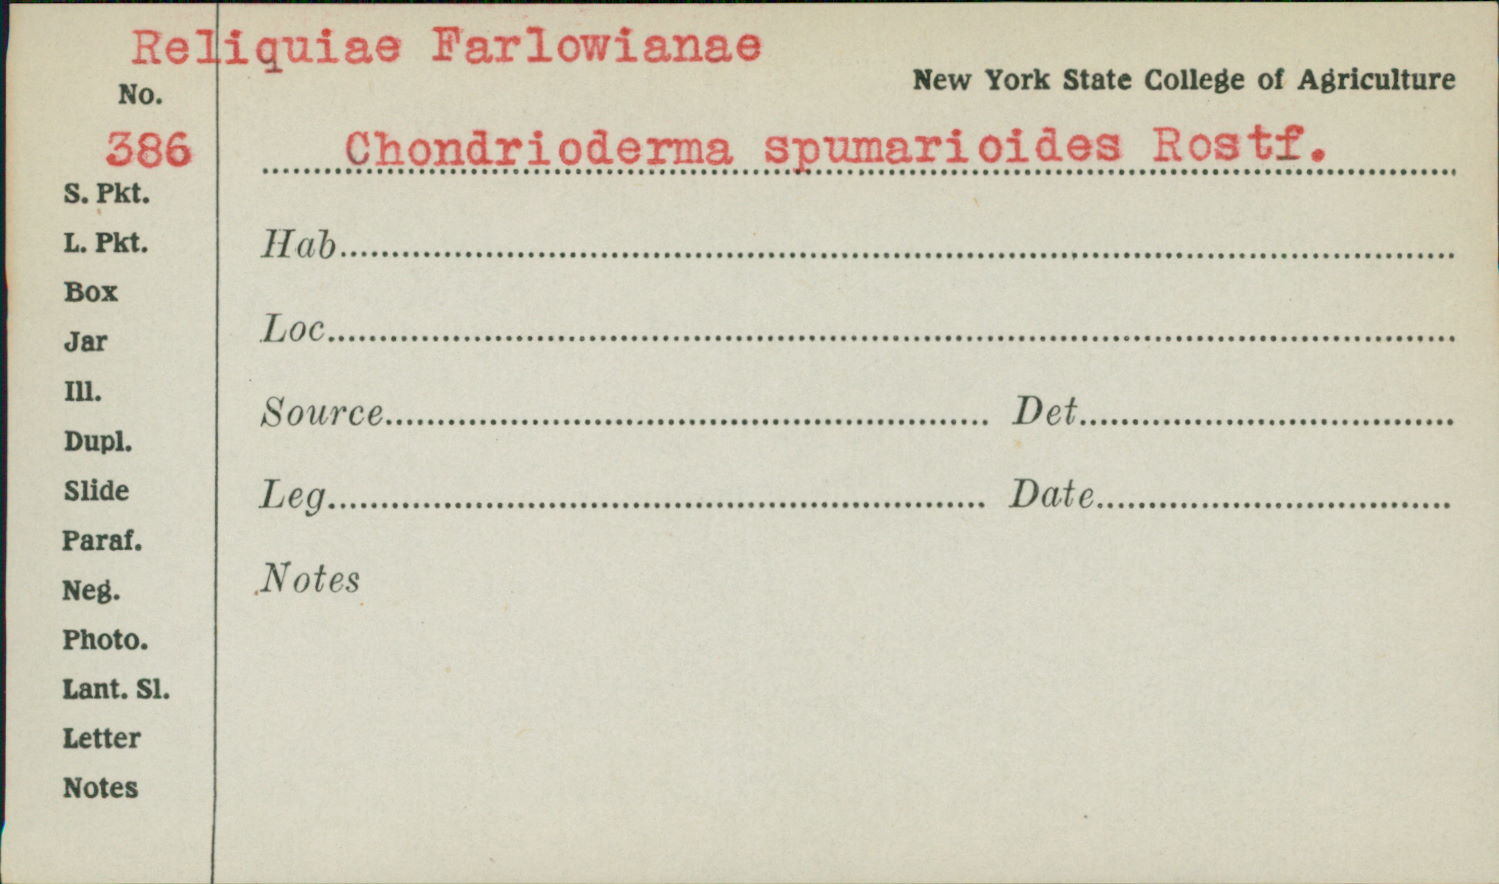 Reliquiae Farlowianae
No.
New York State College of Agriculture
386
Chondrioderma spumarioides Rostf.
S. Pkt.
L. Pkt.
Hab
Box
Loc
Jar
Ill.
Source Det
Dupl.
Slide
Leg Date
Paraf.
Neg.
Notes
Photo.
Lant. Sl.
Letter
Notes